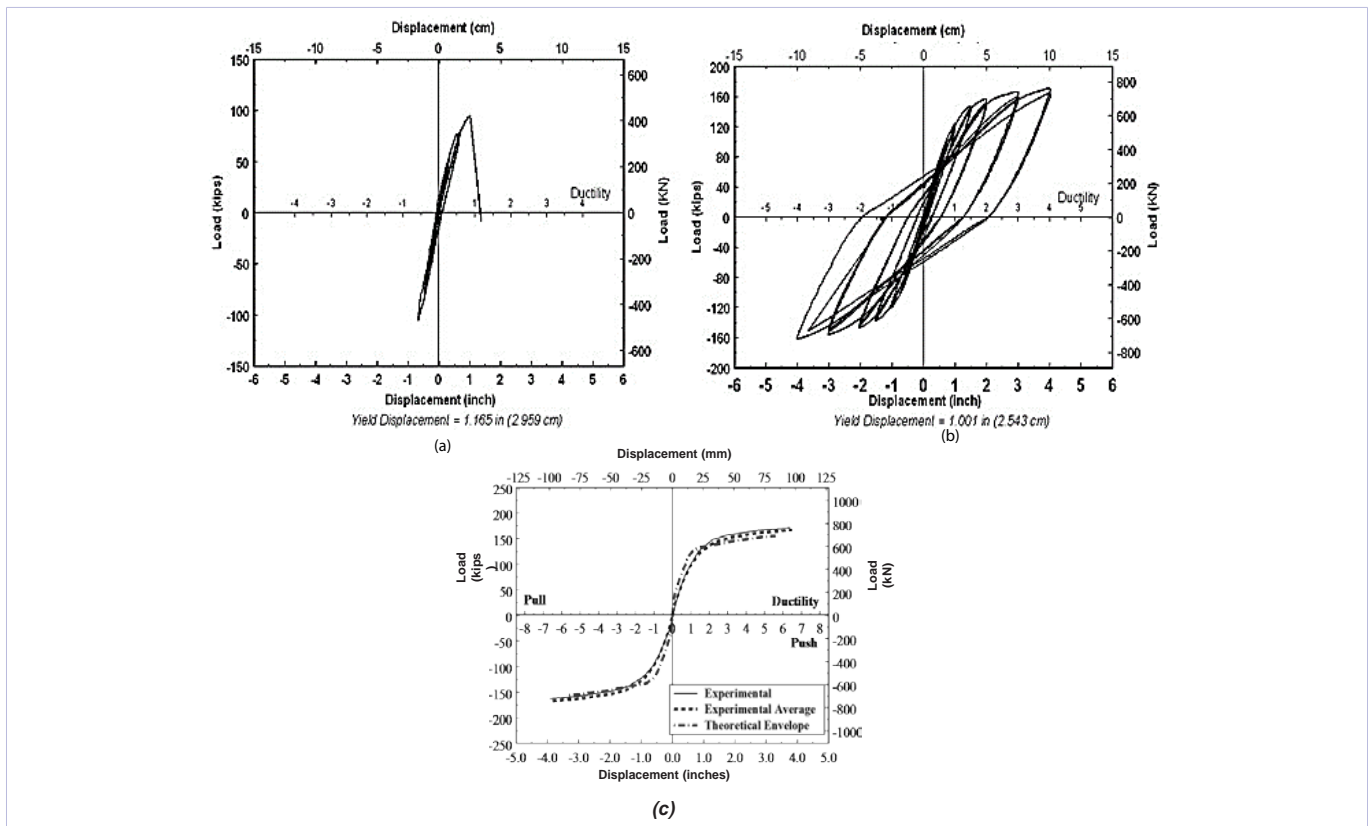 Displacement (cm)
-15 -10 -5 0 5 10 15
150
100
50
0
-50
-100
-150
Load (kips)
600
400
200
0
-200
-400
-600
Load (kN)
Ductility
-4 -3 -2 -1 0 1 2 3 4
-6 -5 -4 -3 -2 -1 0 1 2 3 4 5 6
Displacement (inch)
Yield Displacement = 1.165 in (2.959 cm)
(a)
Displacement (cm)
-15 -10 -5 0 5 10 15
200
160
120
80
40
0
-40
-80
-120
-160
-200
Load (kips)
800
600
400
200
0
-200
-400
-600
-800
Load (kN)
Ductility
-5 -4 -3 -2 -1 0 1 2 3 4 5
-6 -5 -4 -3 -2 -1 0 1 2 3 4 5 6
Displacement (inch)
Yield Displacement = 1.001 in (2.543 cm)
(b)
Displacement (mm)
-125 -100 -75 -50 -25 0 25 50 75 100 125
250
200
150
100
50
0
-50
-100
-150
-200
-250
Load
(kips
)
1000
800
600
400
200
0
-200
-400
-600
-800
-1000
Load
(kN)
Pull
Ductility
-8 -7 -6 -5 -4 -3 -2 -1 0 1 2 3 4 5 6 7 8
Push
Experimental
Experimental Average
Theoretical Envelope
-5.0 -4.0 -3.0 -2.0 -1.0 0.0 1.0 2.0 3.0 4.0 5.0
Displacement (inches)
(c)